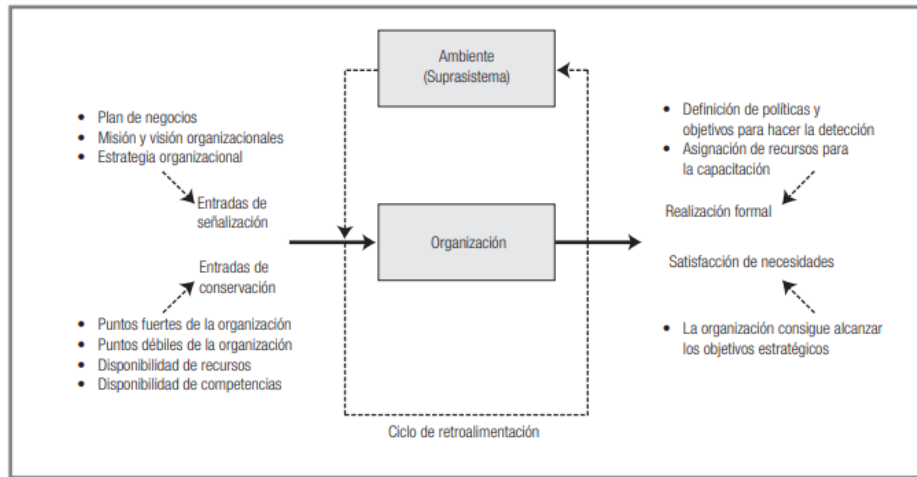 Ambiente
(Suprasistema)
• Plan de negocios
• Misión y visión organizacionales
• Estrategia organizacional
• Definición de políticas y
objetivos para hacer la detección
• Asignación de recursos para
la capacitación
Entradas de
señalización
Realización formal
Organización
Entradas de
conservación
Satisfacción de necesidades
• Puntos fuertes de la organización
• Puntos débiles de la organización
• Disponibilidad de recursos
• Disponibilidad de competencias
• La organización consigue alcanzar
los objetivos estratégicos
Ciclo de retroalimentación